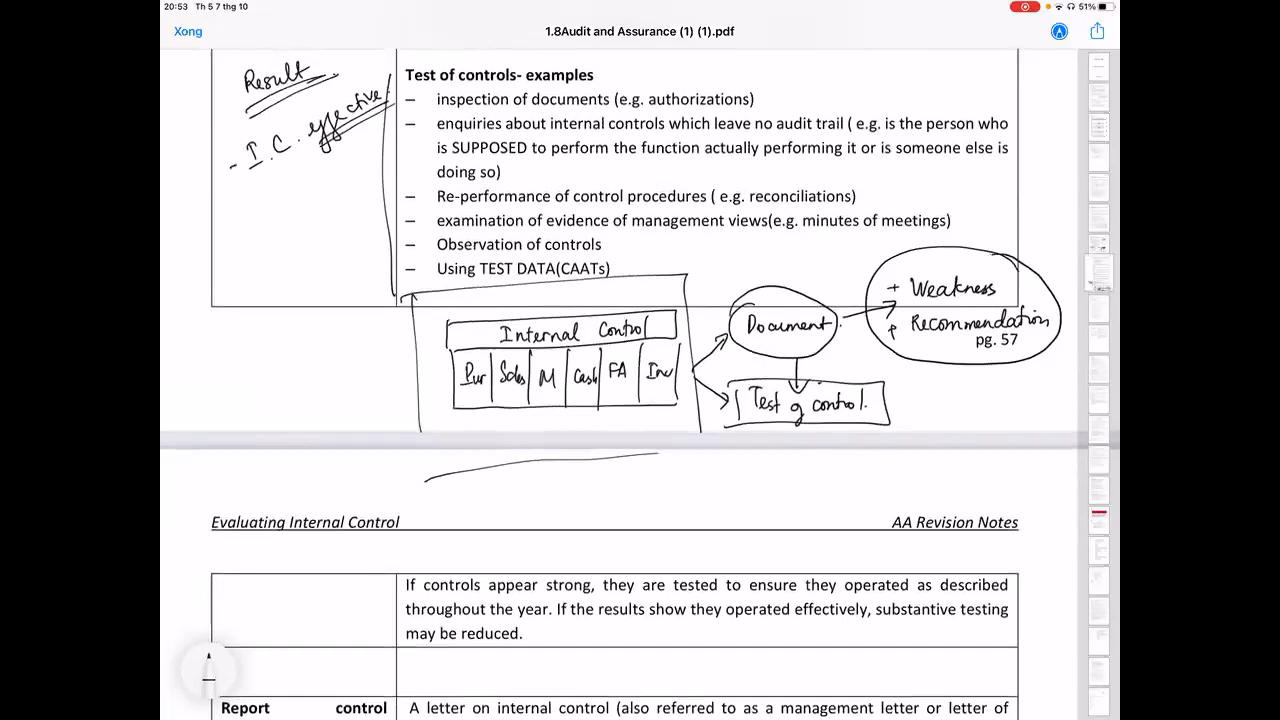 20:53 Th 5 7 thg 10
51%
Xong
1.8Audit and Assurance (1) (1).pdf
Result
- I.C. effective
Test of controls- examples
– inspection of documents (e.g. authorizations)
– enquires about internal controls which leave no audit trail ( e.g. is the person who
is SUPPOSED to perform the function actually performing it or is someone else is
doing so)
– Re-performance of control procedures ( e.g. reconciliations)
– examination of evidence of management views(e.g. minutes of meetings)
– Observation of controls
– Using TEST DATA(CAATs)
Internal Control
Pur Sales M Cash FA Inv
Document
+ Weakness
+ Recommendation
pg. 57
Test of control.
Evaluating Internal Control
AA Revision Notes
If controls appear strong, they are tested to ensure they operated as described
throughout the year. If the results show they operated effectively, substantive testing
may be reduced.
Report control
A letter on internal control (also referred to as a management letter or letter of